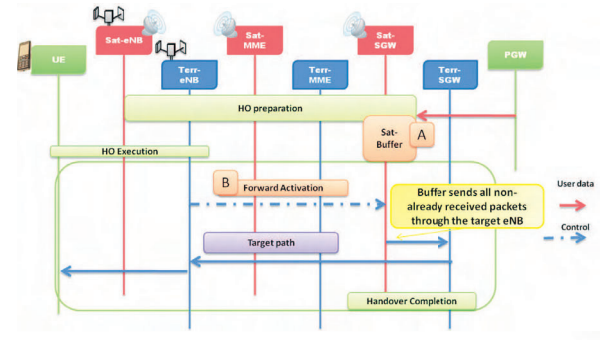 Sat-eNB
Sat-
MME
Sat-
SGW
UE
PGW
Terr-
eNB
Terr-
MME
Terr-
SGW
HO preparation
Sat-
Buffer
A
HO Execution
B
Forward Activation
Buffer sends all non-
already received packets
through the target eNB
User data
Control
Target path
Handover Completion